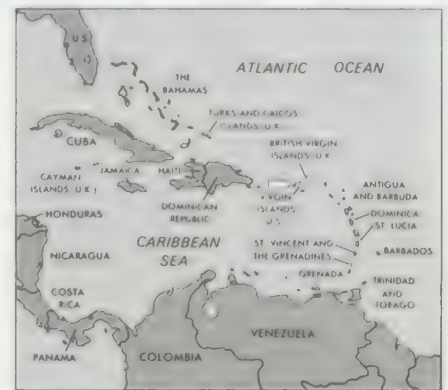 U.S.
ATLANTIC OCEAN
THE
BAHAMAS
TURKS AND CAICOS
ISLANDS U.K.
CUBA
BRITISH VIRGIN
ISLANDS U.K.
CAYMAN
ISLANDS (U.K.)
JAMAICA
HAITI
DOMINICAN
REPUBLIC
VIRGIN
ISLANDS
U.S.
ANTIGUA
AND BARBUDA
DOMINICA
ST. LUCIA
HONDURAS
CARIBBEAN
SEA
ST. VINCENT AND
THE GRENADINES
BARBADOS
NICARAGUA
GRENADA
COSTA
RICA
TRINIDAD
AND
TOBAGO
VENEZUELA
PANAMA
COLOMBIA